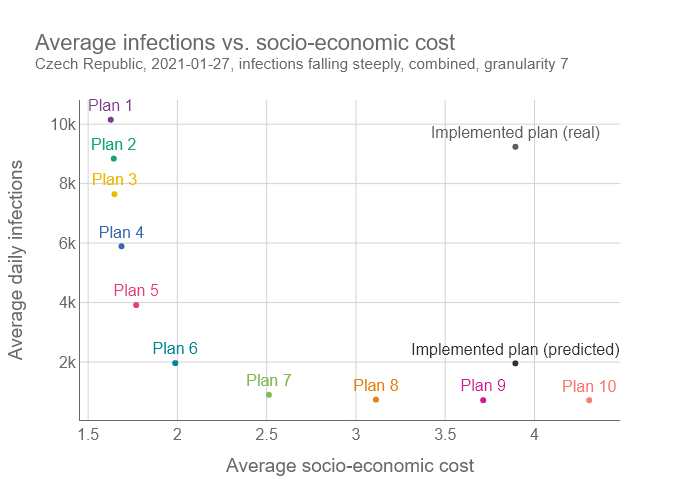 Average infections vs. socio-economic cost
Czech Republic, 2021-01-27, infections falling steeply, combined, granularity 7
Plan 1
10k
Implemented plan (real)
Plan 2
Plan 3
8k
Plan 4
6k
Plan 5
4k
Plan 6
Implemented plan (predicted)
2k
Plan 7
Plan 8
Plan 9
Plan 10
1.5
2
2.5
3
3.5
4
Average daily infections
Average socio-economic cost